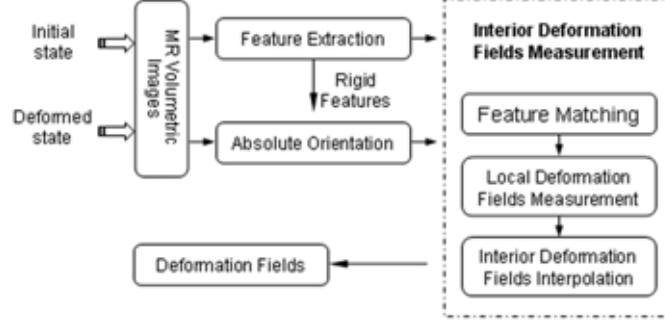 Initial
state
Deformed
state
MR Volumetric
Images
Feature Extraction
Rigid
Features
Absolute Orientation
Interior Deformation
Fields Measurement
Feature Matching
Local Deformation
Fields Measurement
Interior Deformation
Fields Interpolation
Deformation Fields